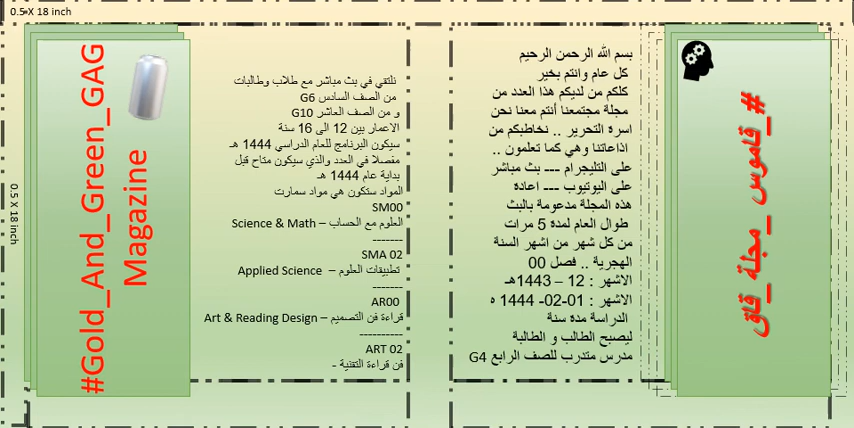 0.5 X 18 inch
0.5 X 18 Inch
#Gold_And_Green_GAG
Magazine
نلتقي في بث مباشر مع طلاب وطالبات
من الصف السادس G6
و من الصف العاشر G10
الاعمار بين 12 الى 16 سنة
سيكون البرنامج للعام الدراسي 1444 هـ
مفصلا في العدد والذي سيكون متاح قبل
بداية عام 1444 هـ
المواد ستكون هي مواد سمارت
SM00
العلوم مع الحساب – Science & Math
-------
SMA 02
تطبيقات العلوم – Applied Science
-------
AR00
قراءة فن التصميم – Art & Reading Design
----------
ART 02
فن قراءة التقنية -
بسم الله الرحمن الرحيم
كل عام وانتم بخير
كلكم من لديكم هذا العدد من
مجلة مجتمعنا أنتم معنا نحن
اسرة التحرير .. نخاطبكم من
اذاعاتنا وهي كما تعلمون ..
على التليجرام --- بث مباشر
على اليوتيوب --- اعادة
هذه المجلة مدعومة بالبث
طوال العام لمدة 5 مرات
من كل شهر من اشهر السنة
الهجرية .. فصل 00
الاشهر : 12 – 1443هـ
الاشهر : 01-02- 1444 ه
الدراسة مدة سنة
ليصبح الطالب و الطالبة
مدرس متدرب للصف الرابع G4
#_قاموس_مجلة_قاق